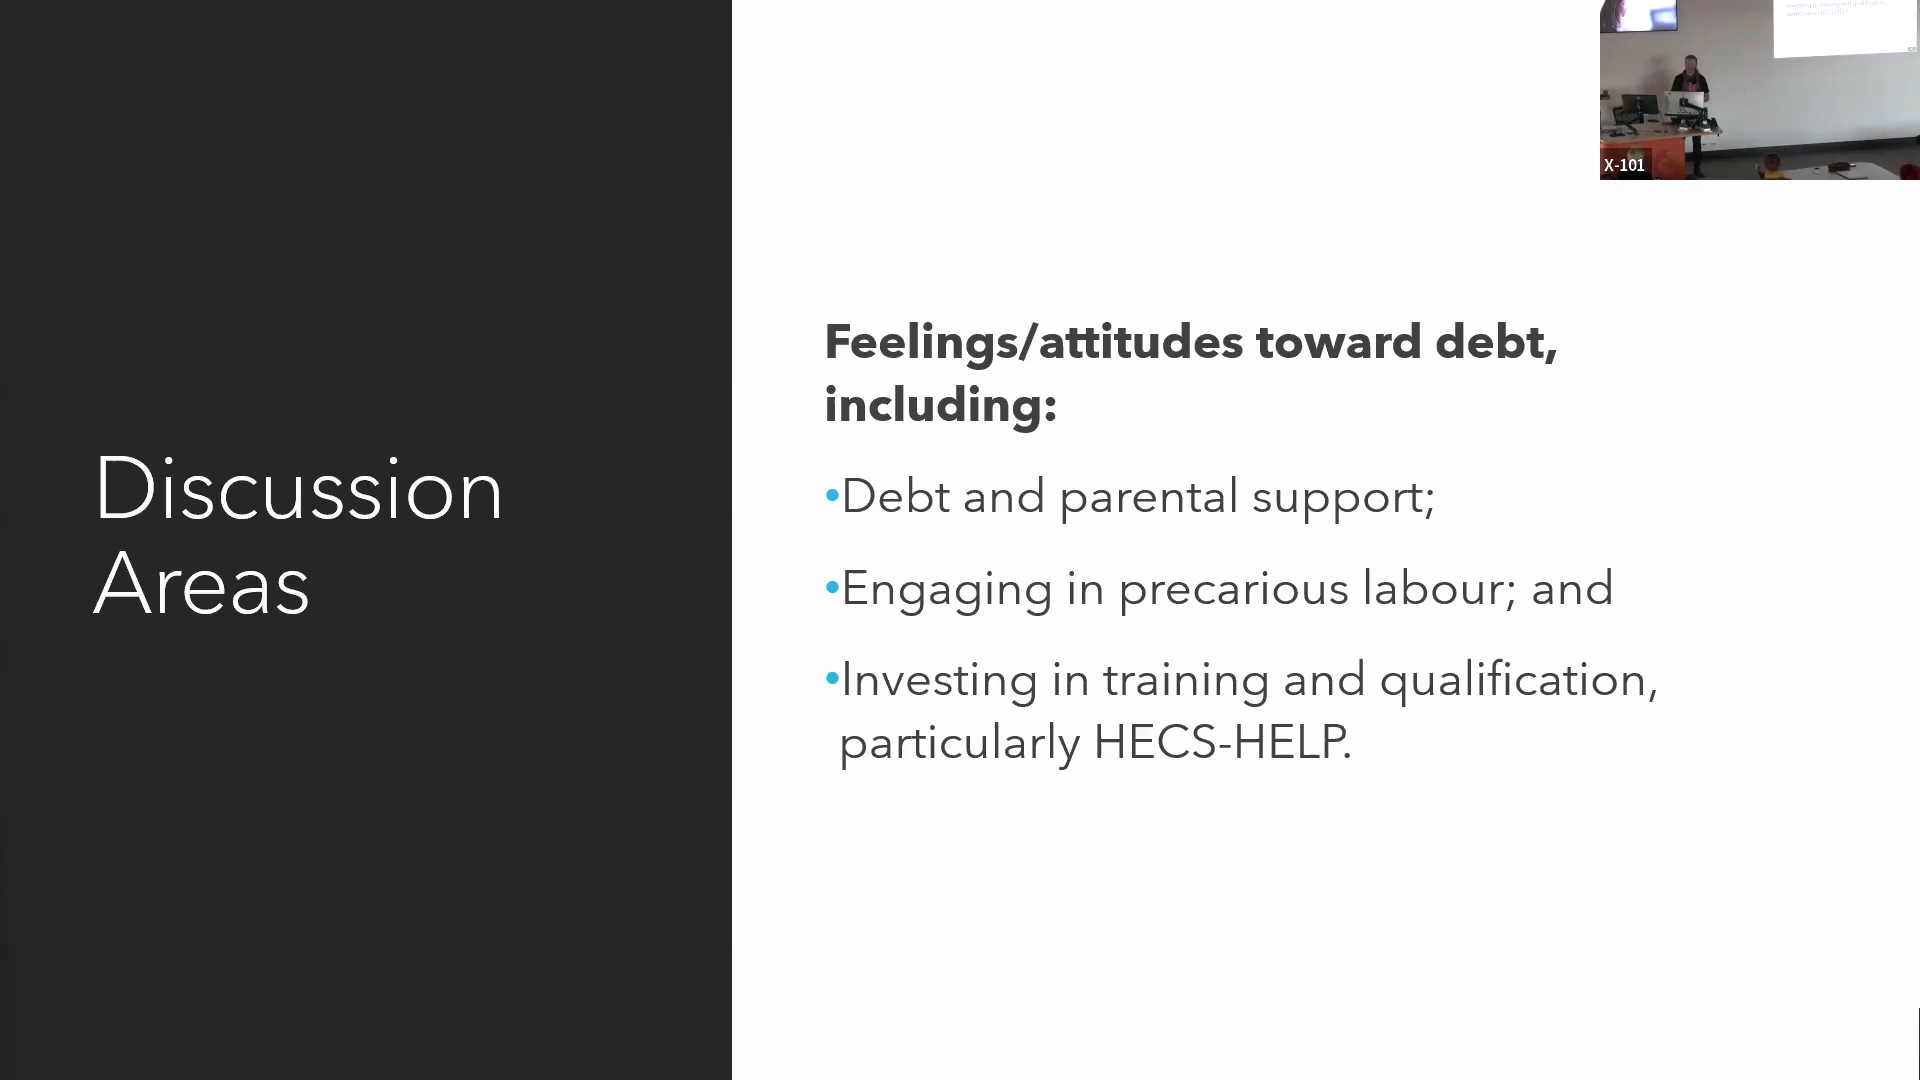 Discussion
Areas
Feelings/attitudes toward debt,
including:
•Debt and parental support;
•Engaging in precarious labour; and
•Investing in training and qualification,
particularly HECS-HELP.
X-101